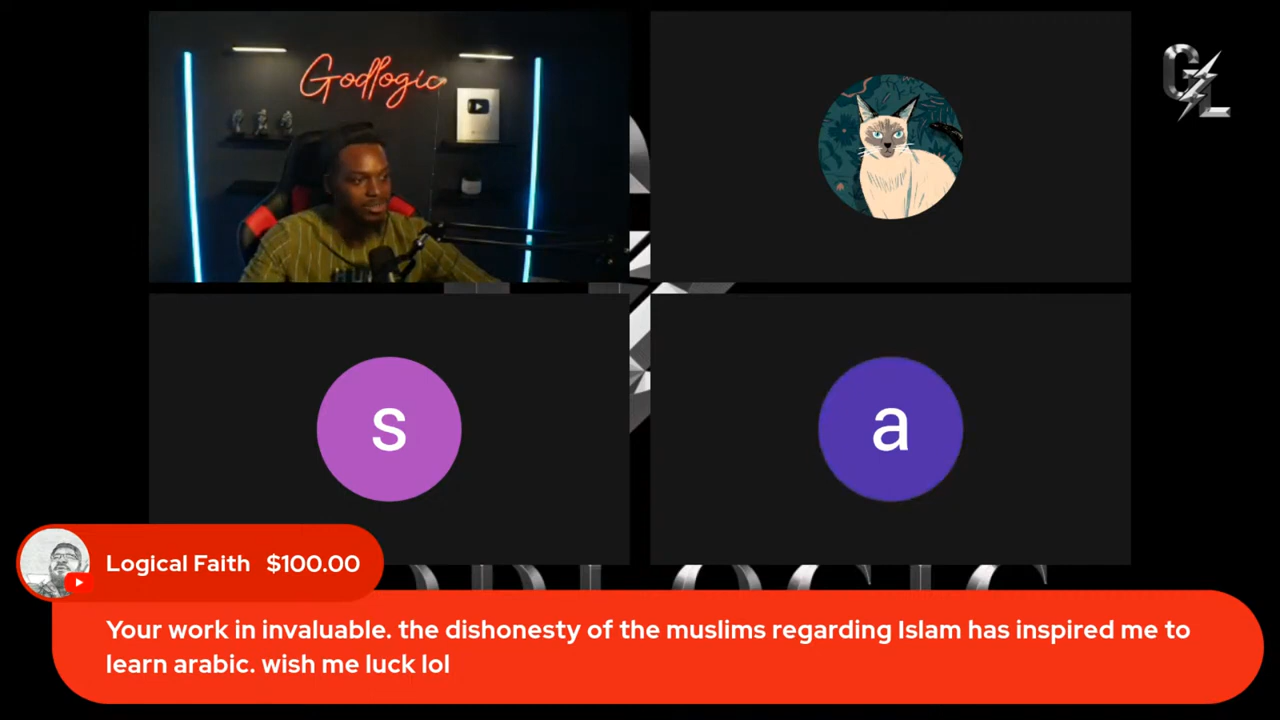 Godlogic
GL
s
a
Logical Faith $100.00
Your work in invaluable. the dishonesty of the muslims regarding Islam has inspired me to
learn arabic. wish me luck lol